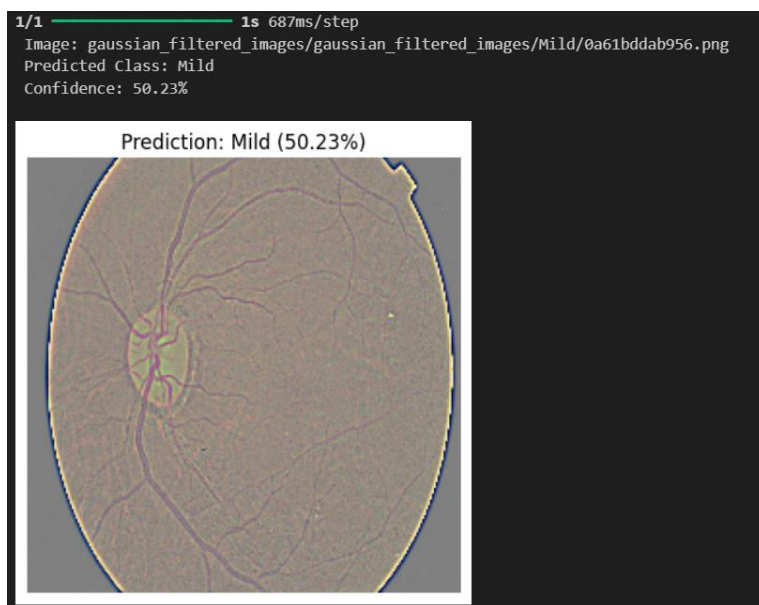 1/1 ━━━━━━━━━━━━━━━━━━━━ 1s 687ms/step
Image: gaussian_filtered_images/gaussian_filtered_images/Mild/0a61bddab956.png
Predicted Class: Mild
Confidence: 50.23%
Prediction: Mild (50.23%)